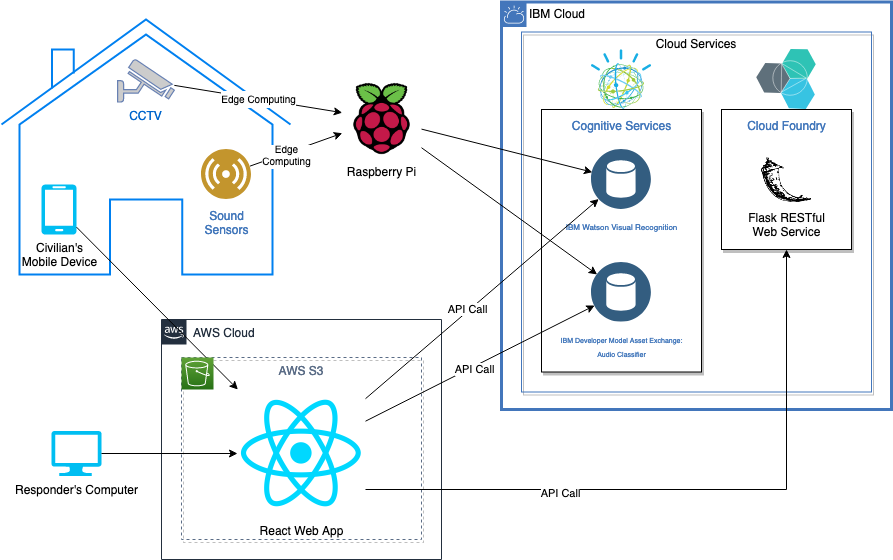 IBM Cloud
Cloud Services
Cognitive Services
IBM Watson Visual Recognition
IBM Developer Model Asset Exchange:
Audio Classifier
Cloud Foundry
Flask RESTful
Web Service
CCTV
Edge Computing
Edge
Computing
Raspberry Pi
Sound
Sensors
Civilian's
Mobile Device
aws
AWS Cloud
AWS S3
API Call
API Call
API Call
Responder's Computer
React Web App